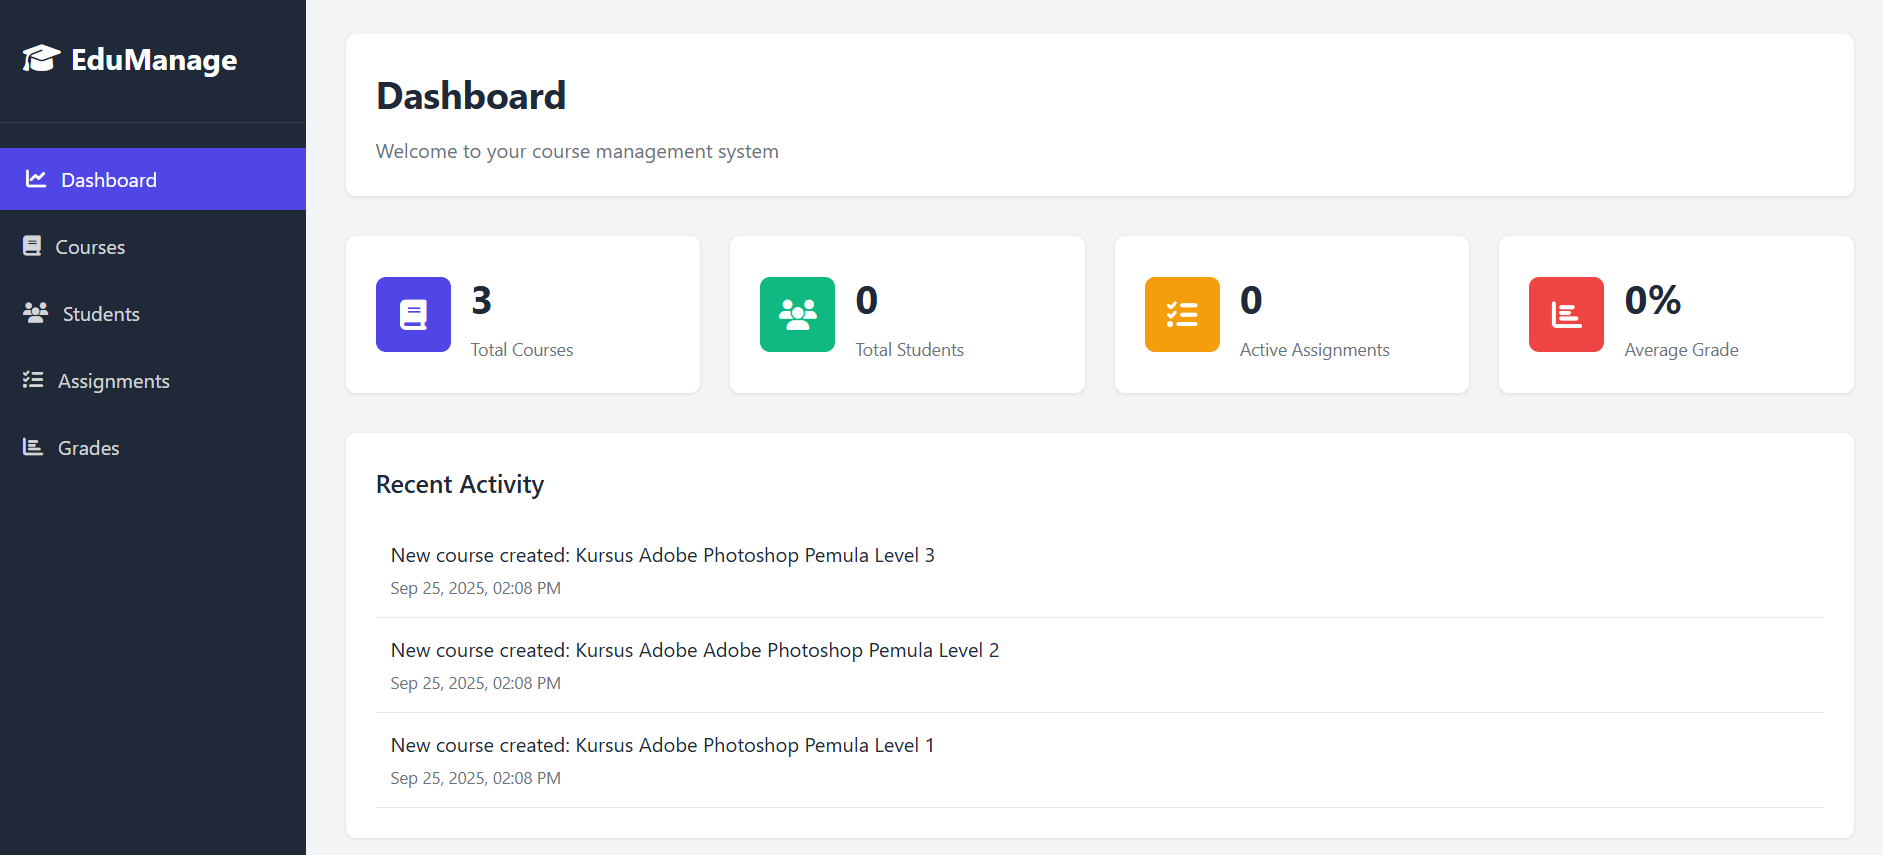 EduManage
Dashboard
Courses
Students
Assignments
Grades
Dashboard
Welcome to your course management system
3
Total Courses
0
Total Students
0
Active Assignments
0%
Average Grade
Recent Activity
New course created: Kursus Adobe Photoshop Pemula Level 3
Sep 25, 2025, 02:08 PM
New course created: Kursus Adobe Adobe Photoshop Pemula Level 2
Sep 25, 2025, 02:08 PM
New course created: Kursus Adobe Photoshop Pemula Level 1
Sep 25, 2025, 02:08 PM